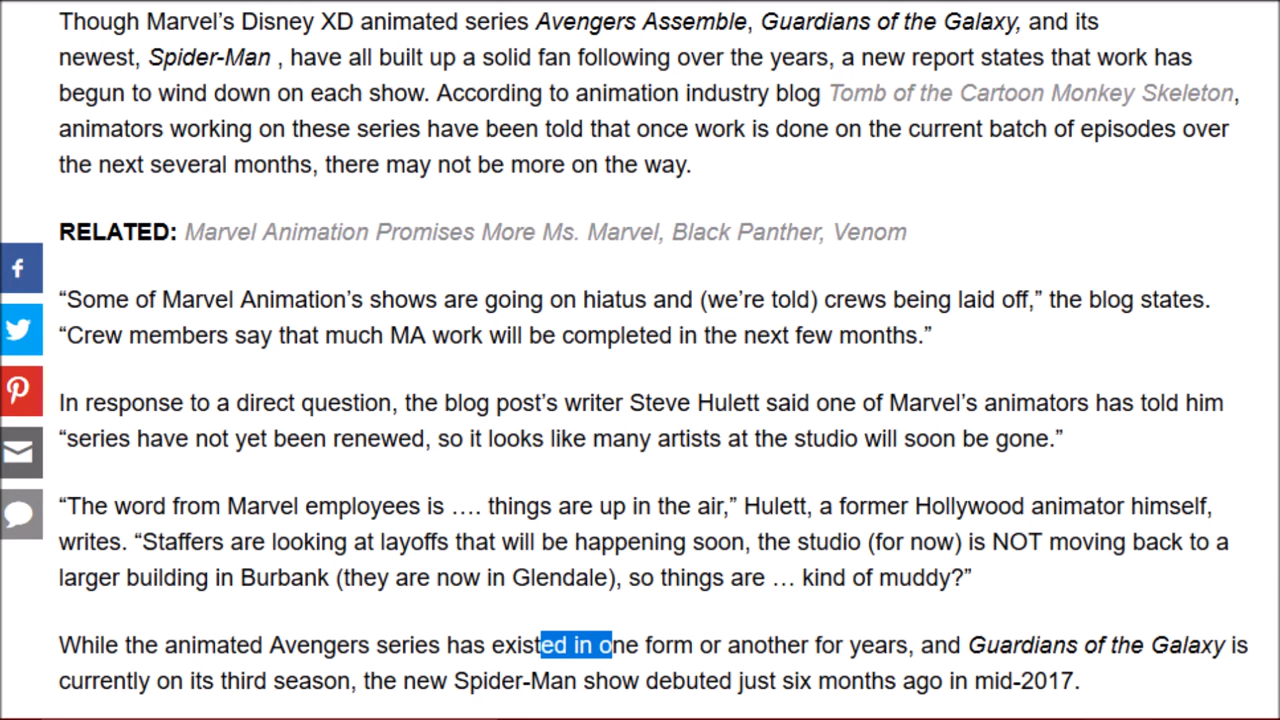 Though Marvel’s Disney XD animated series Avengers Assemble, Guardians of the Galaxy, and its
newest, Spider-Man , have all built up a solid fan following over the years, a new report states that work has
begun to wind down on each show. According to animation industry blog Tomb of the Cartoon Monkey Skeleton,
animators working on these series have been told that once work is done on the current batch of episodes over
the next several months, there may not be more on the way.
RELATED: Marvel Animation Promises More Ms. Marvel, Black Panther, Venom
“Some of Marvel Animation’s shows are going on hiatus and (we’re told) crews being laid off,” the blog states.
“Crew members say that much MA work will be completed in the next few months.”
In response to a direct question, the blog post’s writer Steve Hulett said one of Marvel’s animators has told him
“series have not yet been renewed, so it looks like many artists at the studio will soon be gone.”
“The word from Marvel employees is …. things are up in the air,” Hulett, a former Hollywood animator himself,
writes. “Staffers are looking at layoffs that will be happening soon, the studio (for now) is NOT moving back to a
larger building in Burbank (they are now in Glendale), so things are … kind of muddy?”
While the animated Avengers series has existed in one form or another for years, and Guardians of the Galaxy is
currently on its third season, the new Spider-Man show debuted just six months ago in mid-2017.